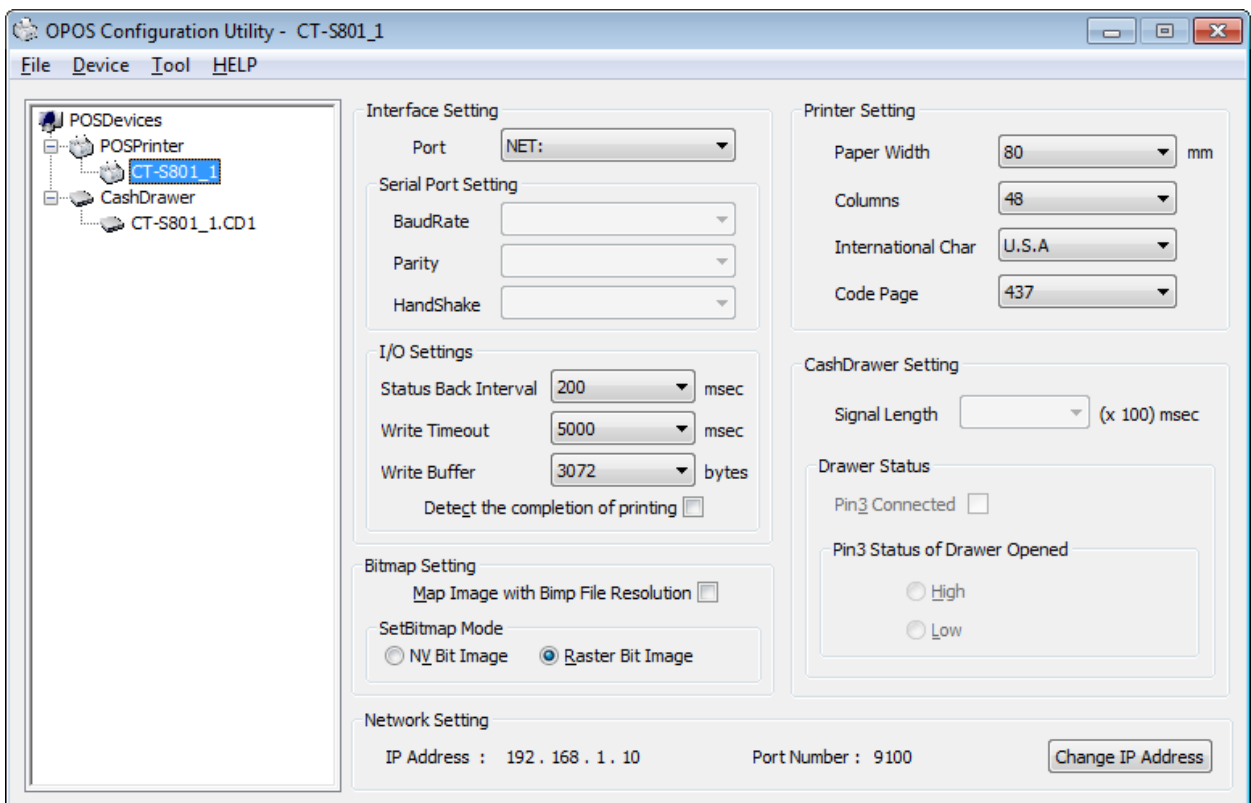 OPOS Configuration Utility - CT-S801_1
File Device Tool HELP
POSDevices
POSPrinter
CT-S801_1
CashDrawer
CT-S801_1.CD1
Interface Setting
Port NET:
Serial Port Setting
BaudRate
Parity
HandShake
I/O Settings
Status Back Interval 200 msec
Write Timeout 5000 msec
Write Buffer 3072 bytes
Detect the completion of printing
Bitmap Setting
Map Image with Bimp File Resolution
SetBitmap Mode
NV Bit Image Raster Bit Image
Printer Setting
Paper Width 80 mm
Columns 48
International Char U.S.A
Code Page 437
CashDrawer Setting
Signal Length (x 100) msec
Drawer Status
Pin3 Connected
Pin3 Status of Drawer Opened
High
Low
Network Setting
IP Address : 192 . 168 . 1 . 10 Port Number : 9100 Change IP Address